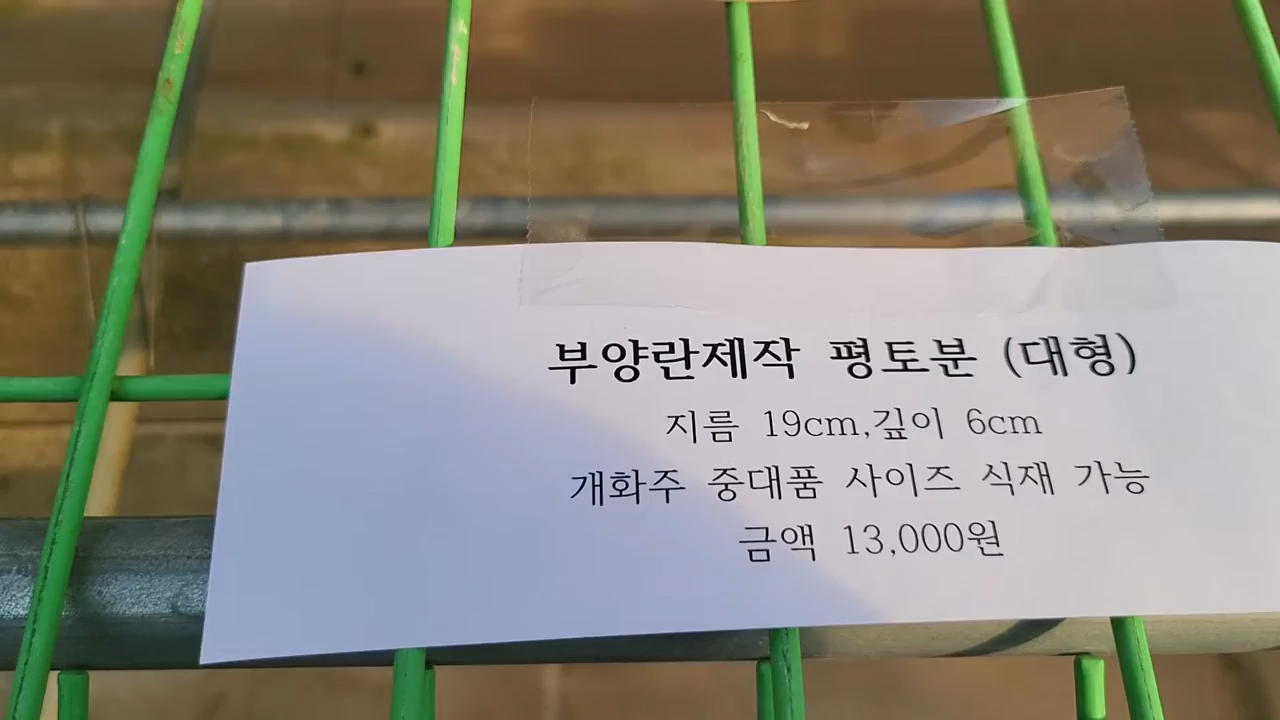 부양란제작 평토분 (대형)
지름 19cm,깊이 6cm
개화주 중대품 사이즈 식재 가능
금액 13,000원